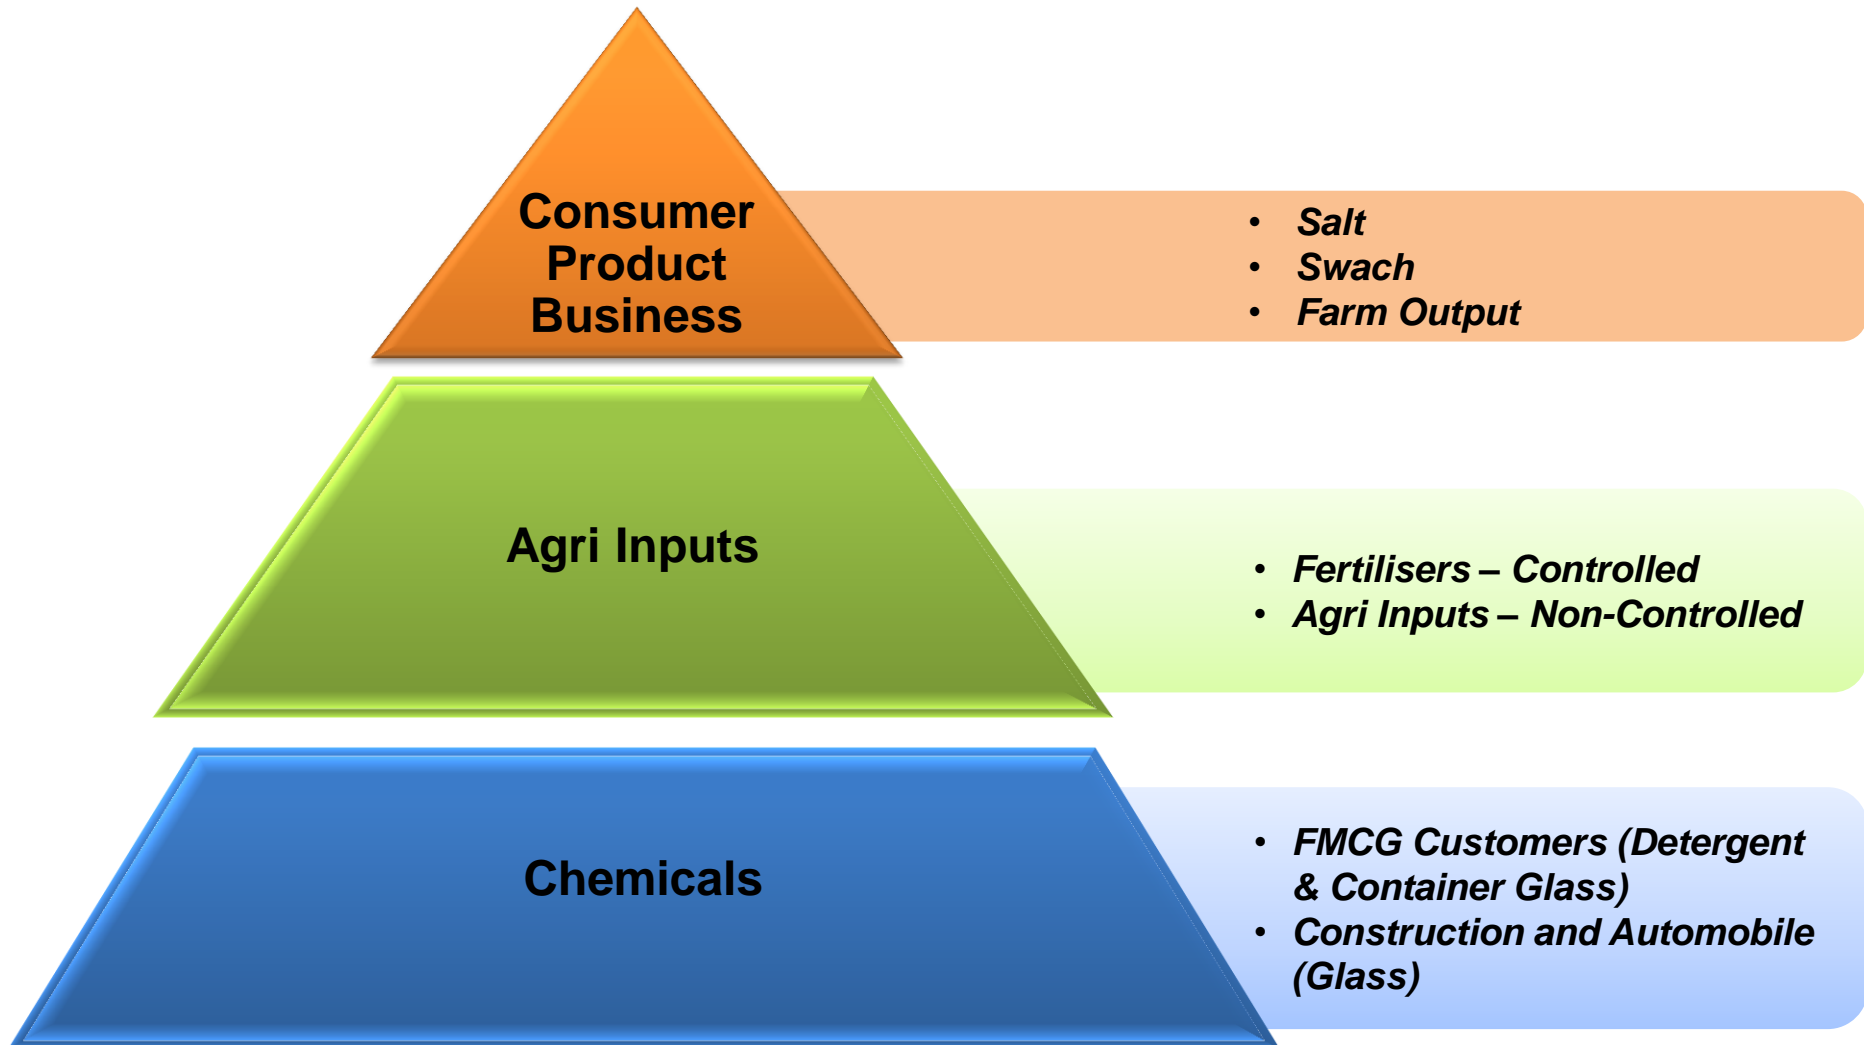 Consumer
Product
Business
• Salt
• Swach
• Farm Output
Agri Inputs
• Fertilisers – Controlled
• Agri Inputs – Non-Controlled
Chemicals
• FMCG Customers (Detergent
& Container Glass)
• Construction and Automobile
(Glass)